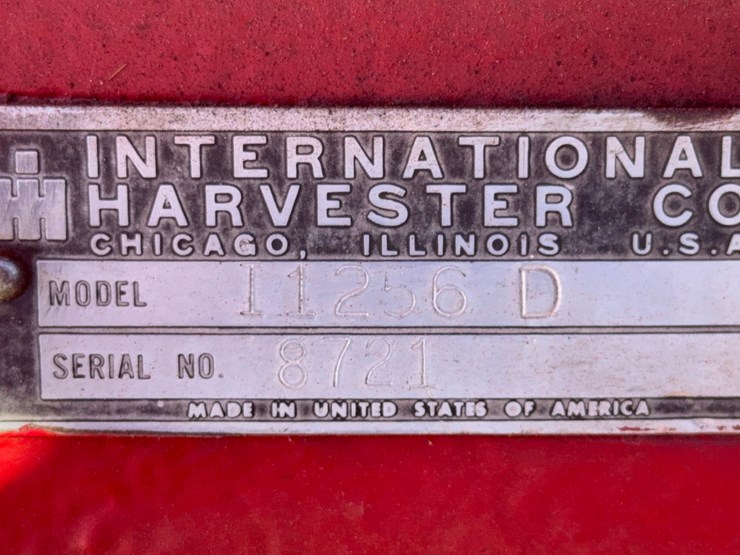 INTERNATIONAL
HARVESTER CO
CHICAGO, ILLINOIS U.S.A
MODEL I1256 D
SERIAL NO. 8721
MADE IN UNITED STATES OF AMERICA